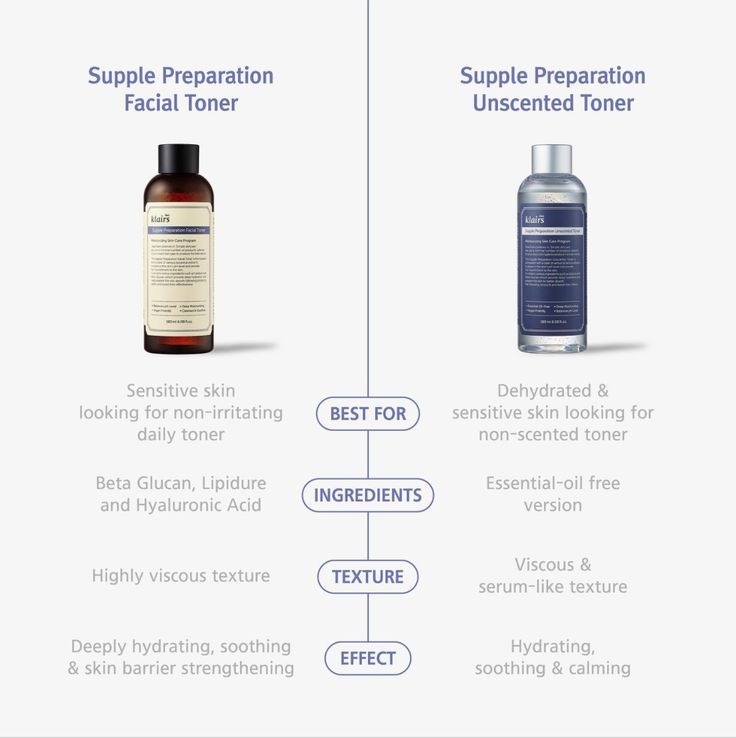 Supple Preparation
Facial Toner
Supple Preparation
Unscented Toner
klairs
Supple Preparation Facial Toner
Moisturizing Skin Care Program
klairs
Supple Preparation Unscented Toner
Moisturizing Skin Care Program
Sensitive skin
looking for non-irritating
daily toner
BEST FOR
Dehydrated &
sensitive skin looking for
non-scented toner
Beta Glucan, Lipidure
and Hyaluronic Acid
INGREDIENTS
Essential-oil free
version
Highly viscous texture
TEXTURE
Viscous &
serum-like texture
Deeply hydrating, soothing
& skin barrier strengthening
EFFECT
Hydrating,
soothing & calming